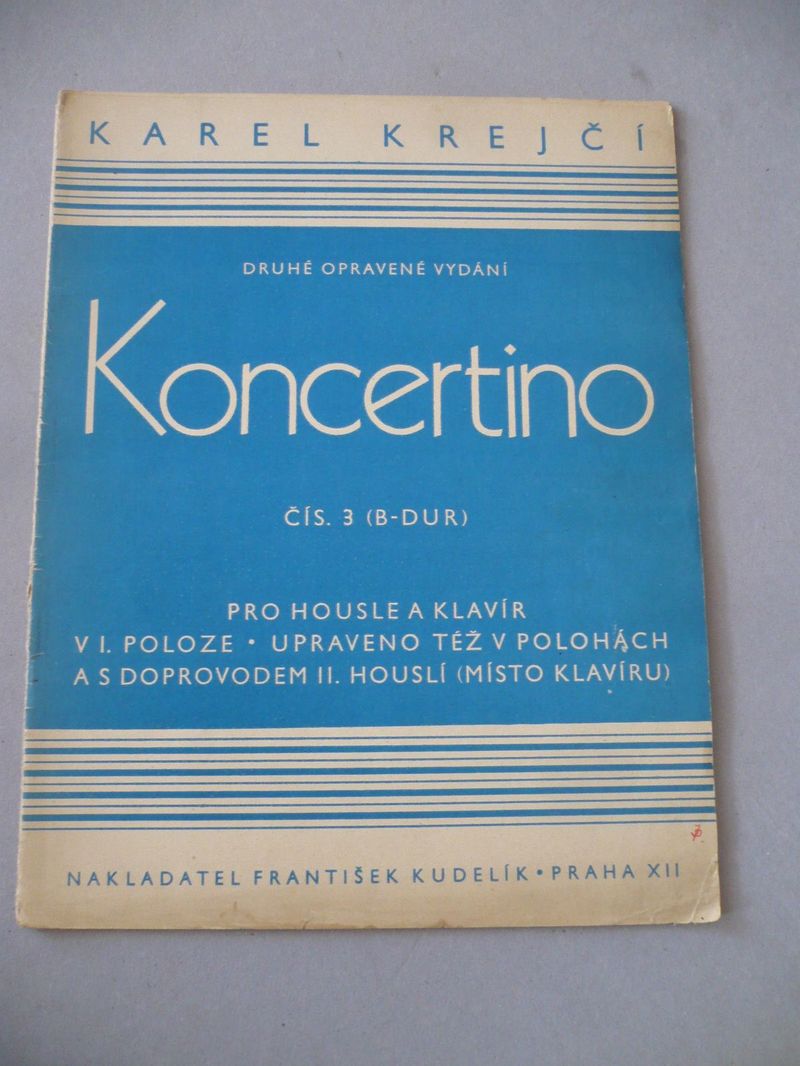 KAREL KREJČÍ
DRUHÉ OPRAVENÉ VYDÁNÍ
Koncertino
ČÍS. 3 (B-DUR)
PRO HOUSLE A KLAVÍR
V I. POLOZE • UPRAVENO TÉŽ V POLOHÁCH
A S DOPROVODEM II. HOUSLÍ (MÍSTO KLAVÍRU)
NAKLADATEL FRANTIŠEK KUDELÍK • PRAHA XII